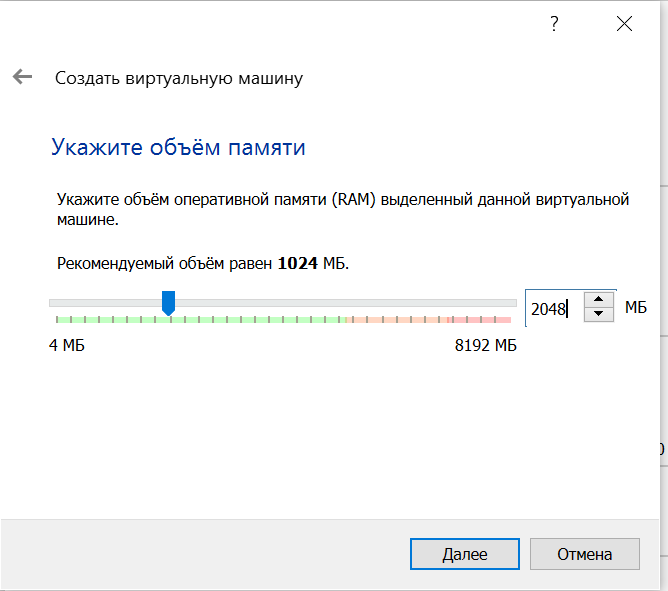 ?
Создать виртуальную машину
Укажите объём памяти
Укажите объём оперативной памяти (RAM) выделенный данной виртуальной
машине.
Рекомендуемый объём равен 1024 МБ.
2048 МБ
4 МБ 8192 МБ
Далее Отмена